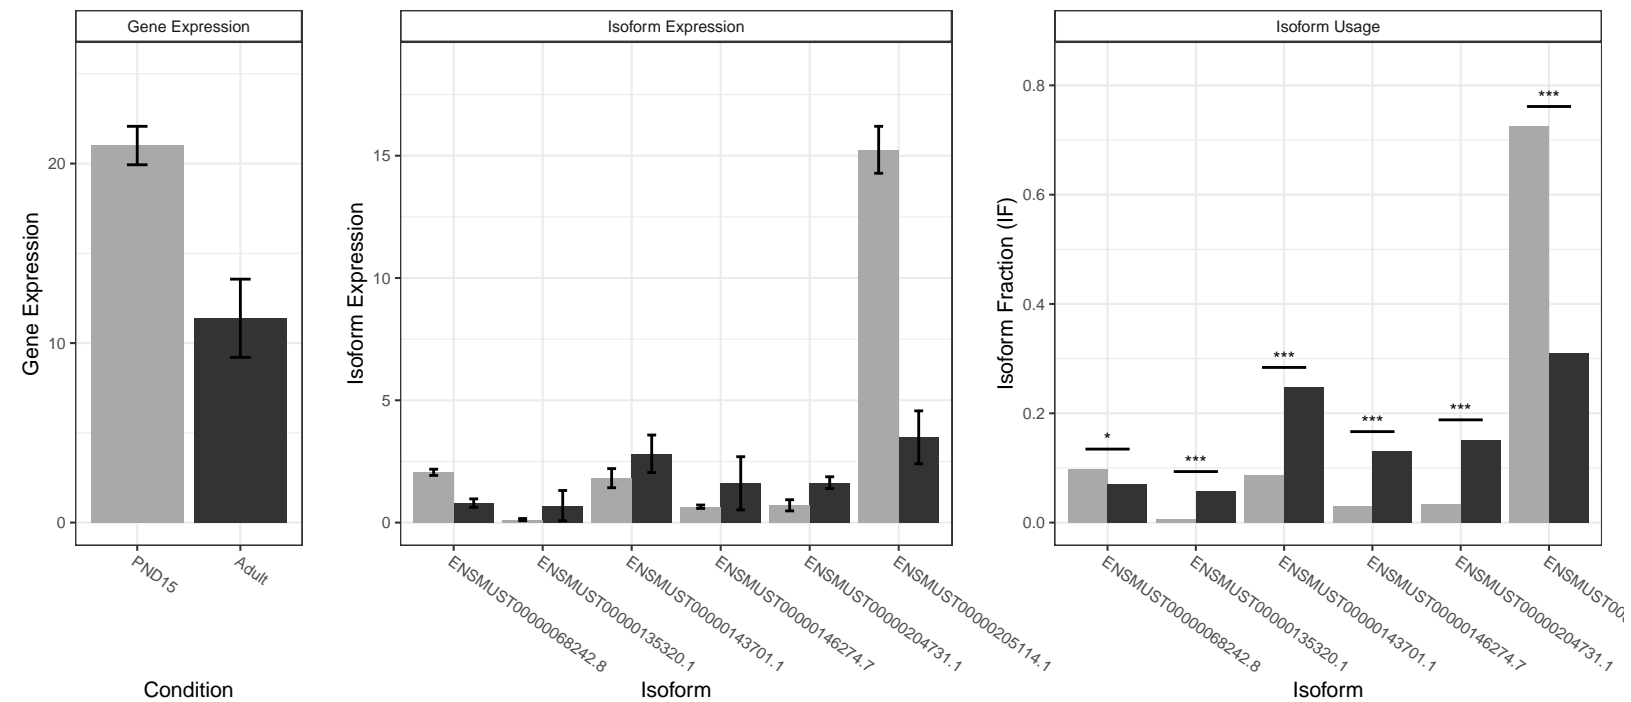 Gene Expression
Gene Expression
20
10
0
PND15
Adult
Condition
Isoform Expression
Isoform Expression
15
10
5
0
ENSMUST00000068242.8
ENSMUST00000135320.1
ENSMUST00000143701.1
ENSMUST00000146274.7
ENSMUST00000204731.1
ENSMUST00000205114.1
Isoform
Isoform Usage
Isoform Fraction (IF)
0.8
0.6
0.4
0.2
0.0
*
***
***
***
***
***
ENSMUST00000068242.8
ENSMUST00000135320.1
ENSMUST00000143701.1
ENSMUST00000146274.7
ENSMUST00000204731.1
Isoform